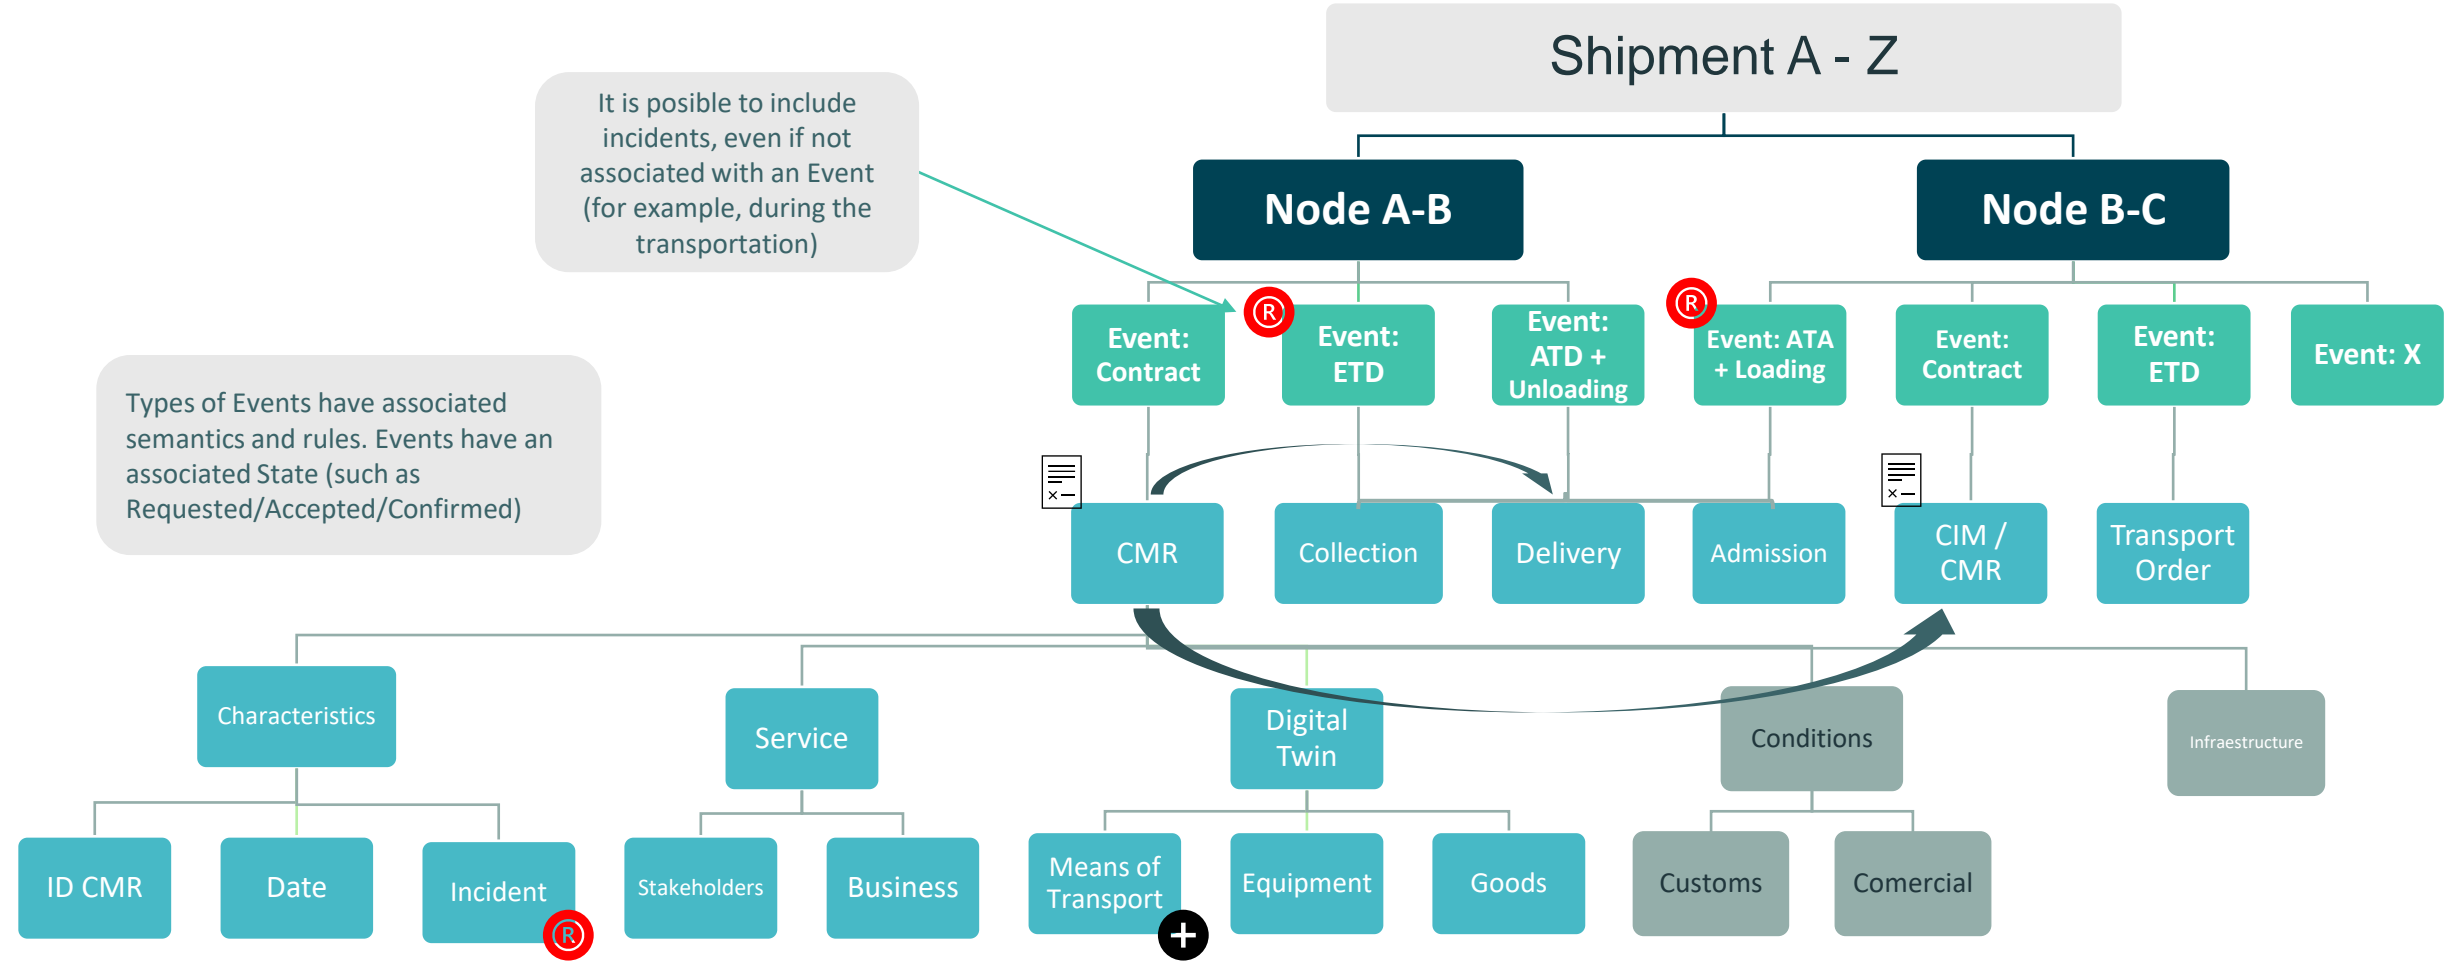 Shipment A - Z
It is posible to include
incidents, even if not
associated with an Event
(for example, during the
transportation)
Node A-B
Node B-C
Event:
Contract
®
Event:
ETD
Event:
ATD +
Unloading
®
Event: ATA
+ Loading
Event:
Contract
Event:
ETD
Event: X
Types of Events have associated
semantics and rules. Events have an
associated State (such as
Requested/Accepted/Confirmed)
CMR
Collection
Delivery
Admission
CIM /
CMR
Transport
Order
Characteristics
Service
Digital
Twin
Conditions
Infraestructure
ID CMR
Date
Incident
®
Stakeholders
Business
Means of
Transport
+
Equipment
Goods
Customs
Comercial